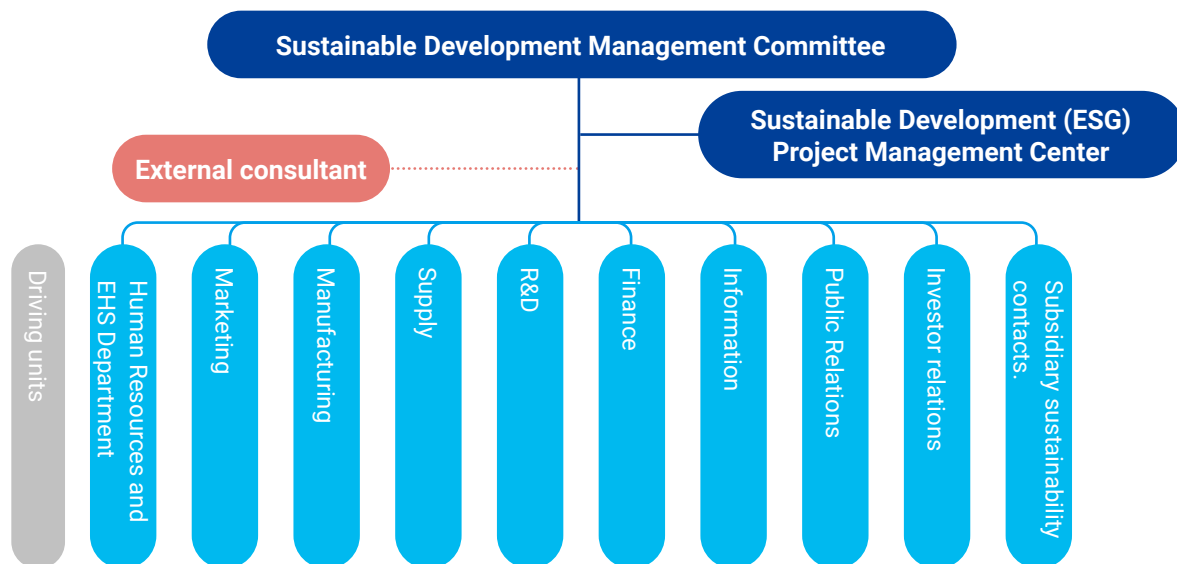 Sustainable Development Management Committee
Sustainable Development (ESG)
Project Management Center
External consultant
Driving units
Human Resources and
EHS Department
Marketing
Manufacturing
Supply
R&D
Finance
Information
Public Relations
Investor relations
Subsidiary sustainability
contacts.